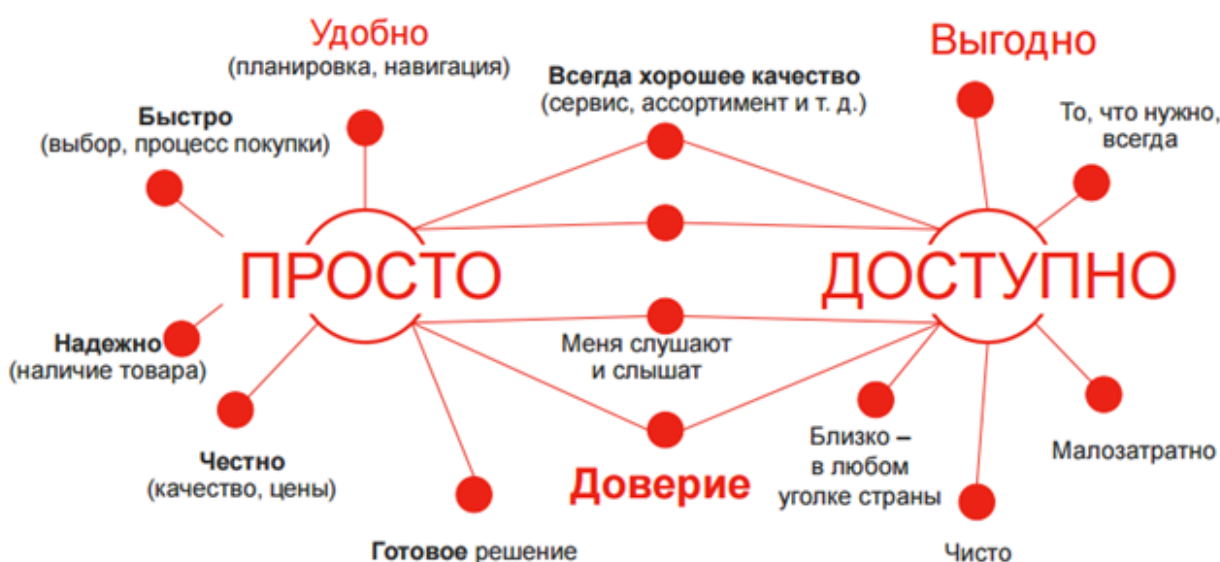 Удобно
(планировка, навигация)
Выгодно
Всегда хорошее качество
(сервис, ассортимент и т. д.)
Быстро
(выбор, процесс покупки)
То, что нужно,
всегда
ПРОСТО
ДОСТУПНО
Надежно
(наличие товара)
Меня слушают
и слышат
Честно
(качество, цены)
Доверие
Близко –
в любом
уголке страны
Малозатратно
Готовое решение
Чисто